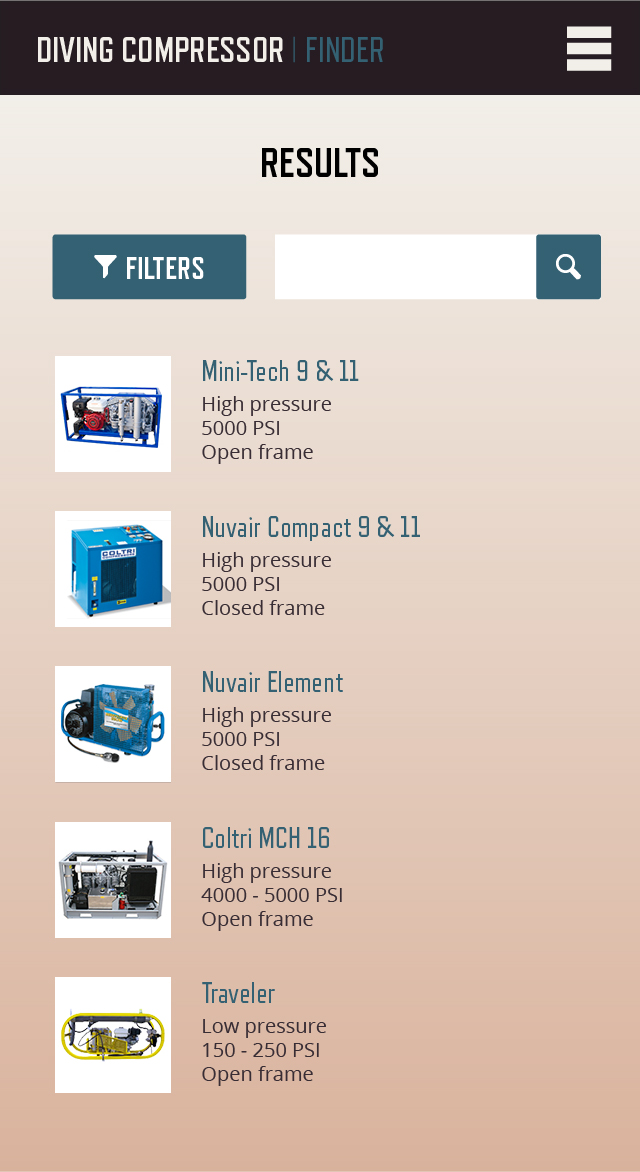 DIVING COMPRESSOR | FINDER
RESULTS
FILTERS
Mini-Tech 9 & 11
High pressure
5000 PSI
Open frame
COLTRI
Nuvair Compact 9 & 11
High pressure
5000 PSI
Closed frame
Nuvair Element
High pressure
5000 PSI
Closed frame
Coltri MCH 16
High pressure
4000 - 5000 PSI
Open frame
Traveler
Low pressure
150 - 250 PSI
Open frame